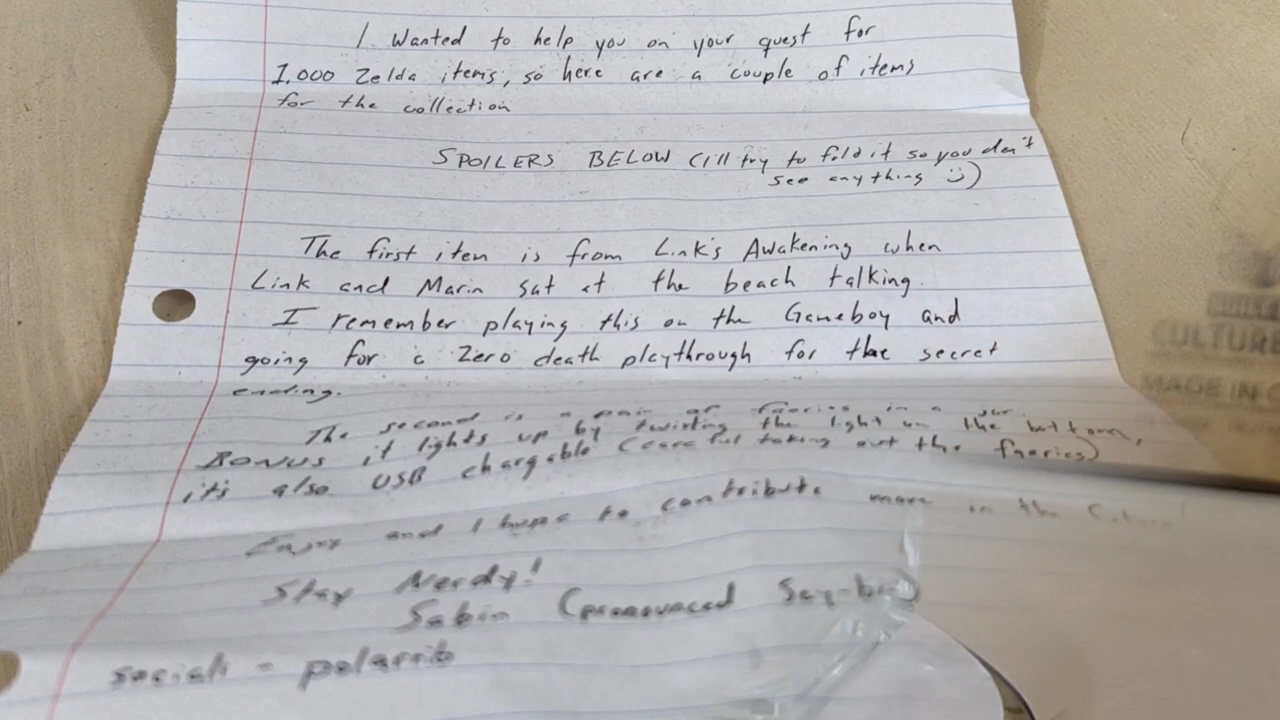 I Wanted to help you on your quest for
1,000 Zelda items, so here are a couple of items
for the collection
SPOILERS BELOW (i'll try to fold it so you don't
see anything :))
The first item is from Link's Awakening when
Link and Marin sat at the beach talking.
I remember playing this on the Gameboy and
going for a Zero death playthrough for the secret
ending.
The second is a pair of faeries in a jar.
BONUS it lights up by twisting the light on the bottom,
it's also USB chargable (careful taking out the faeries)
Enjoy and I hope to contribute more in the future!
Stay Nerdy!
Sabin (pronounced Say-bin)
social: - polarrib
CULTURE
MADE IN